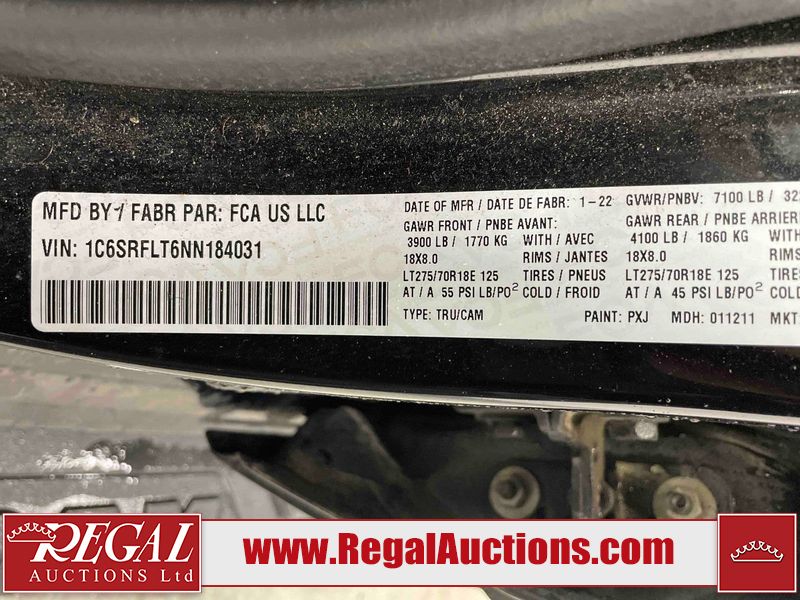 MFD BY / FABR PAR: FCA US LLC
VIN: 1C6SRFLT6NN184031
DATE OF MFR / DATE DE FABR: 1-22 GVWR/PNBV: 7100 LB /
GAWR FRONT / PNBE AVANT: GAWR REAR / PNBE ARRIER
3900 LB / 1770 KG WITH / AVEC 4100 LB / 1860 KG WITH / AVEC
18X8.0 RIMS / JANTES 18X8.0
LT275/70R18E 125 TIRES / PNEUS LT275/70R18E 125
AT / A 55 PSI LB/PO² COLD / FROID AT / A 45 PSI LB/PO²
TYPE: TRU/CAM PAINT: PXJ MDH: 011211 MKT
REGAL
AUCTIONS Ltd
www.RegalAuctions.com